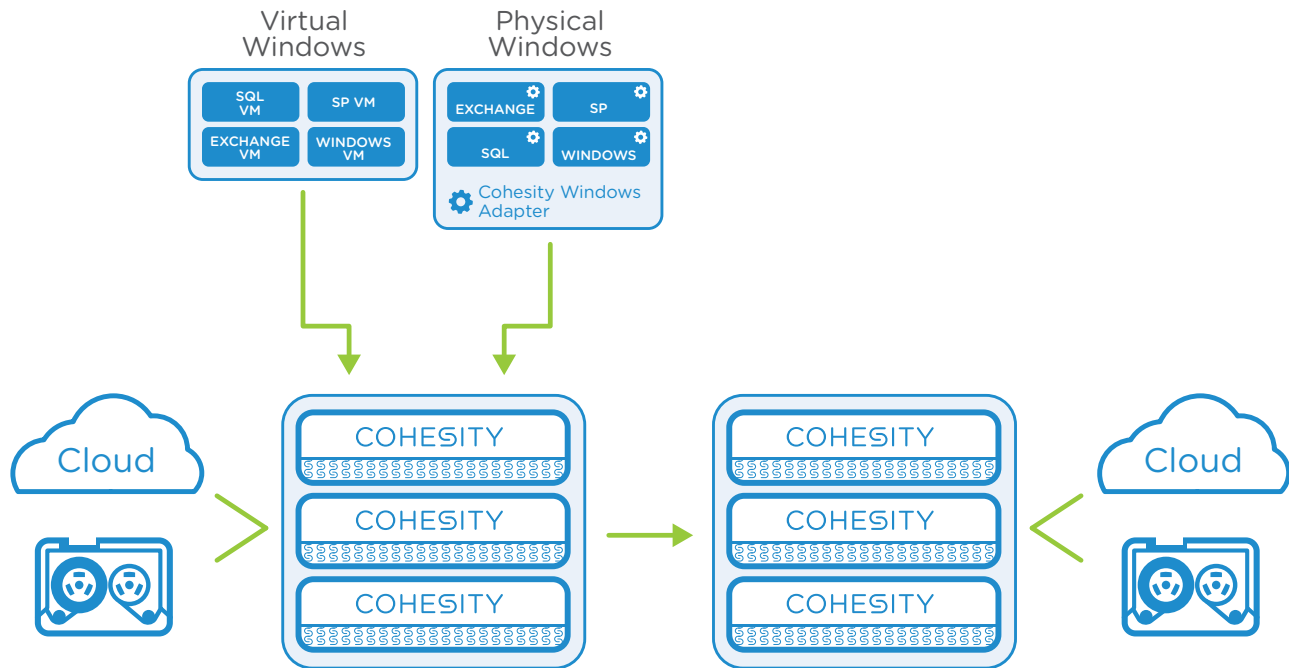 Virtual
Windows
Physical
Windows
SQL
VM
SP VM
EXCHANGE
VM
WINDOWS
VM
EXCHANGE
SP
SQL
WINDOWS
Cohesity Windows
Adapter
Cloud
COHESITY
COHESITY
COHESITY
COHESITY
COHESITY
COHESITY
Cloud